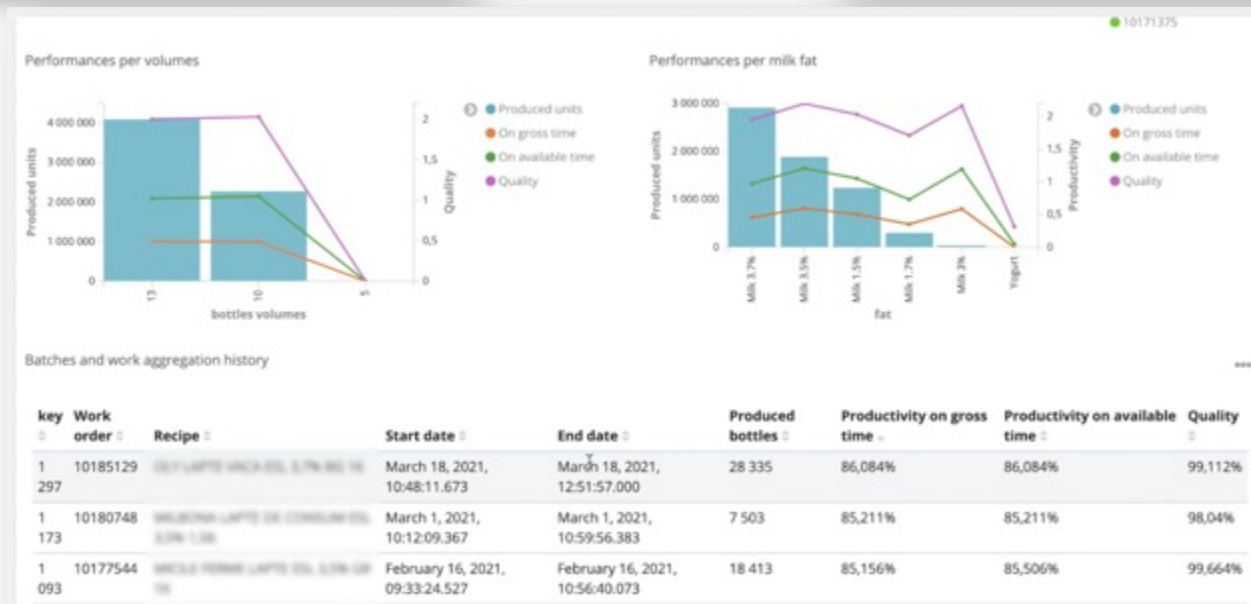 10171375
Performances per volumes
Performances per milk fat
4 000 000
3 000 000
2 000 000
1 000 000
0
Produced units
2
1,5
1
0,5
0
Quality
13
10
5
bottles volumes
Produced units
On gross time
On available time
Quality
3 000 000
2 000 000
1 000 000
0
Produced units
2
1,5
1
0,5
0
Productivity
Milk 3.7%
Milk 3.5%
Milk 1.5%
Milk 1.7%
Milk 3%
Yogurt
fat
Produced units
On gross time
On available time
Quality
Batches and work aggregation history
key Work order Recipe Start date End date Produced bottles Productivity on gross time Productivity on available time Quality
1 10185129 March 18, 2021, March 18, 2021, 28 335 86,084% 86,084% 99,112%
297 10:48:11.673 12:51:57.000
1 10180748 March 1, 2021, March 1, 2021, 7 503 85,211% 85,211% 98,04%
173 10:12:09.367 10:59:56.383
1 10177544 February 16, 2021, February 16, 2021, 18 413 85,156% 85,506% 99,664%
093 09:33:24.527 10:56:40.073